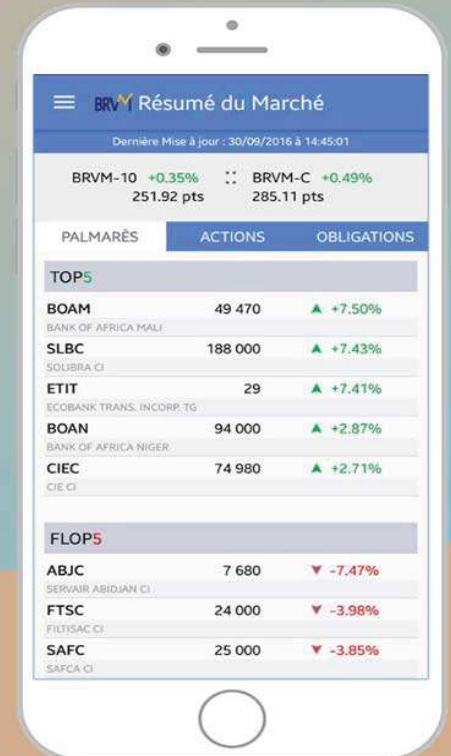 BRVM Résumé du Marché
Dernière Mise à jour : 30/09/2016 à 14:45:01
BRVM-10 +0.35% :: BRVM-C +0.49%
251.92 pts 285.11 pts
PALMARÈS ACTIONS OBLIGATIONS
TOP5
BOAM 49 470 ▲ +7.50%
BANK OF AFRICA MALI
SLBC 188 000 ▲ +7.43%
SOLIBRA CI
ETIT 29 ▲ +7.41%
ECOBANK TRANS. INCORP. TG
BOAN 94 000 ▲ +2.87%
BANK OF AFRICA NIGER
CIEC 74 980 ▲ +2.71%
CIE CI
FLOP5
ABJC 7 680 ▼ -7.47%
SERVAIR ABIDJAN CI
FTSC 24 000 ▼ -3.98%
FILTISAC CI
SAFC 25 000 ▼ -3.85%
SAFCA CI